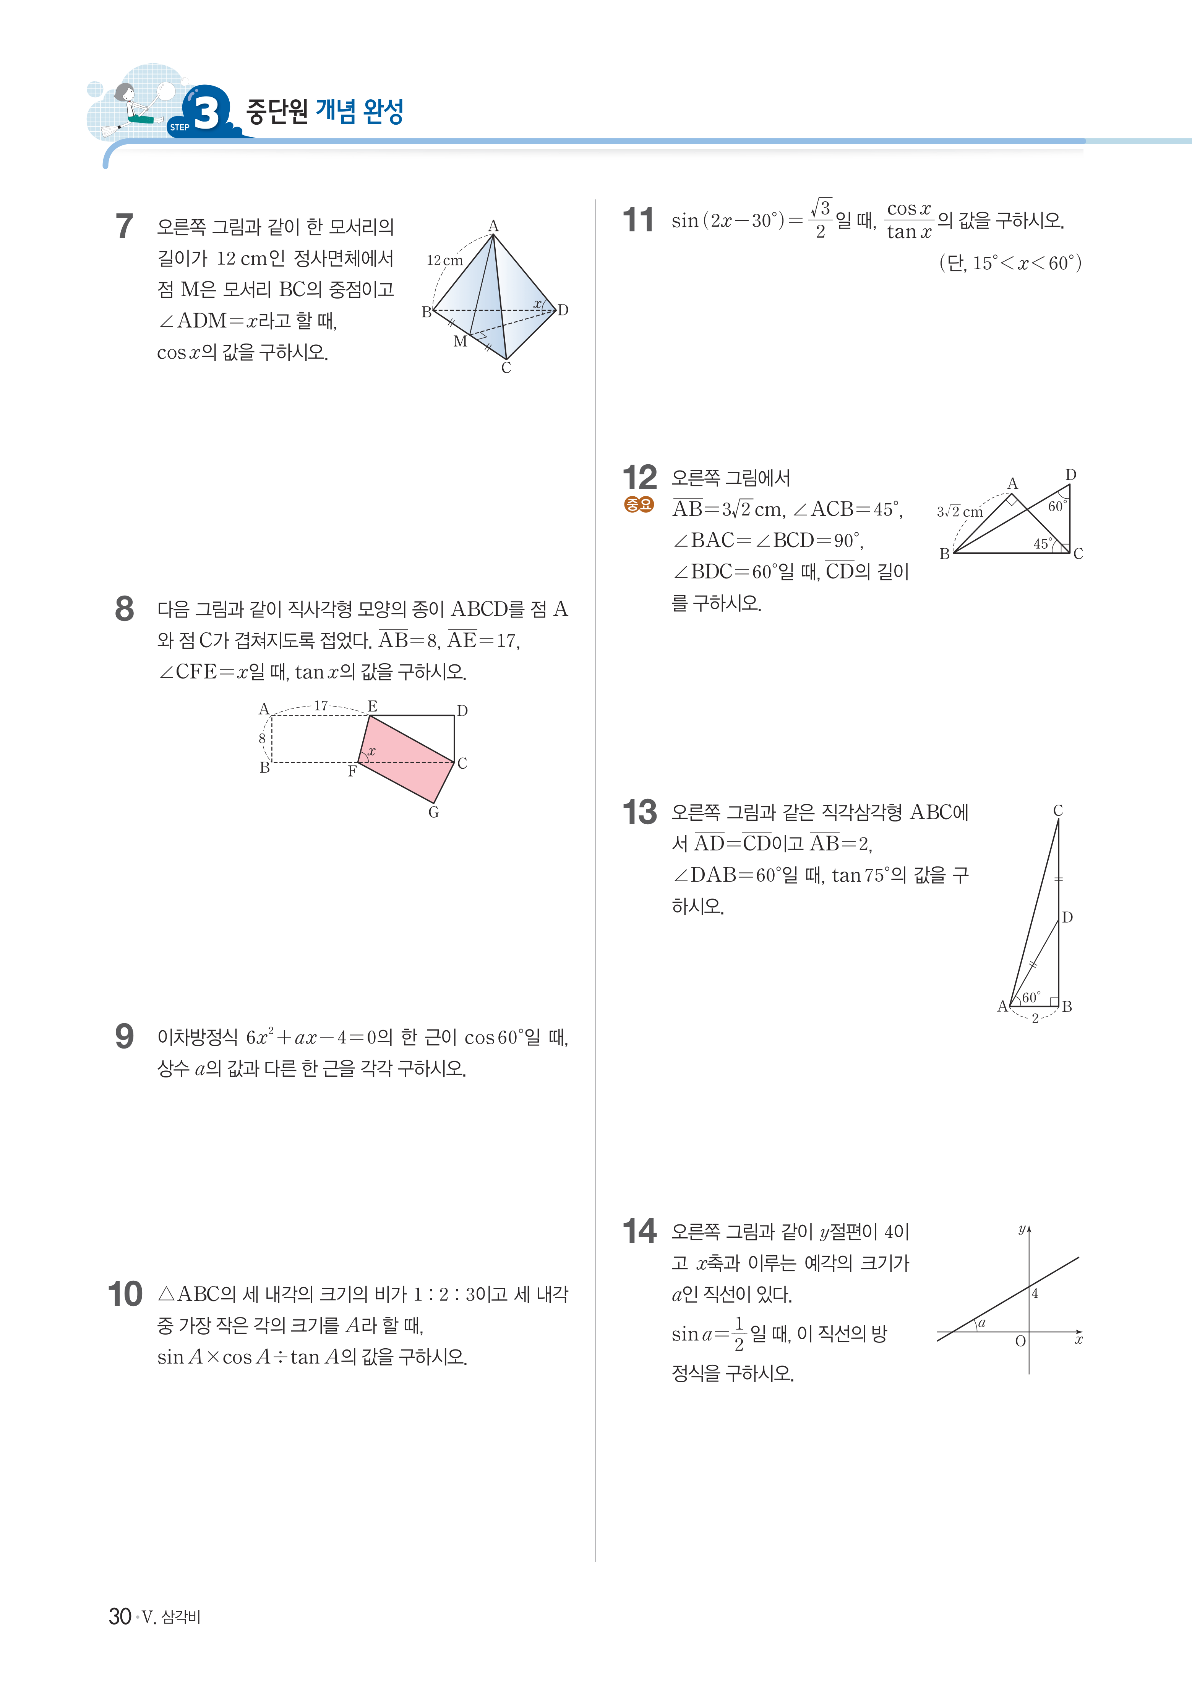 STEP 3 중단원 개념 완성
7 오른쪽 그림과 같이 한 모서리의
길이가 12 cm인 정사면체에서
점 M은 모서리 BC의 중점이고
∠ADM=x라고 할 때,
cos x의 값을 구하시오.
A
12 cm
B
x
D
M
C
8 다음 그림과 같이 직사각형 모양의 종이 ABCD를 점 A
와 점 C가 겹쳐지도록 접었다. \overline{AB}=8, \overline{AE}=17,
∠CFE=x일 때, tan x의 값을 구하시오.
A 17 E D
8
x
B F C
G
9 이차방정식 6x²+ax-4=0의 한 근이 cos 60°일 때,
상수 a의 값과 다른 한 근을 각각 구하시오.
10 △ABC의 세 내각의 크기의 비가 1 : 2 : 3이고 세 내각
중 가장 작은 각의 크기를 A라 할 때,
sin A×cos A÷tan A의 값을 구하시오.
11 sin (2x-30°)=\frac{\sqrt{3}}{2}일 때, \frac{cos x}{tan x}의 값을 구하시오.
(단, 15°<x<60°)
12 오른쪽 그림에서
중요
\overline{AB}=3√2 cm, ∠ACB=45°,
∠BAC=∠BCD=90°,
∠BDC=60°일 때, \overline{CD}의 길이
를 구하시오.
D
A
3√2 cm
60°
45°
B
C
13 오른쪽 그림과 같은 직각삼각형 ABC에
서 \overline{AD}=\overline{CD}이고 \overline{AB}=2,
∠DAB=60°일 때, tan 75°의 값을 구
하시오.
C
D
60°
A
B
2
14 오른쪽 그림과 같이 y절편이 4이
고 x축과 이루는 예각의 크기가
a인 직선이 있다.
sin a=\frac{1}{2}일 때, 이 직선의 방
정식을 구하시오.
y
4
a
O
x
30 • V. 삼각비